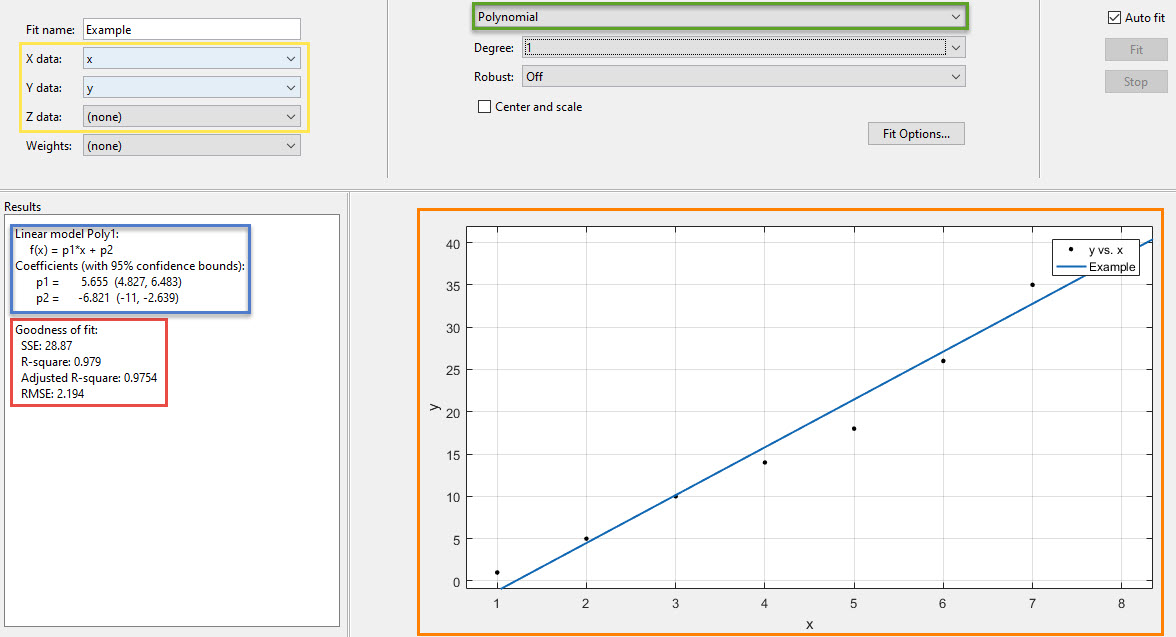 Fit name: Example
X data: x
Y data: y
Z data: (none)
Weights: (none)
Polynomial
Degree: 1
Robust: Off
Center and scale
Fit Options...
Auto fit
Fit
Stop
Results
Linear model Poly1:
f(x) = p1*x + p2
Coefficients (with 95% confidence bounds):
p1 = 5.655 (4.827, 6.483)
p2 = -6.821 (-11, -2.639)
Goodness of fit:
SSE: 28.87
R-square: 0.979
Adjusted R-square: 0.9754
RMSE: 2.194
y vs. x
Example
40
35
30
25
20
15
10
5
0
y
1 2 3 4 5 6 7 8
x